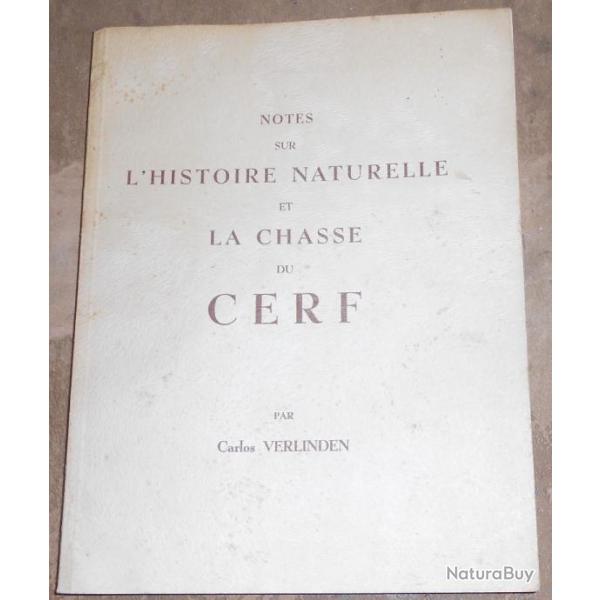 NOTES
SUR
L'HISTOIRE NATURELLE
ET
LA CHASSE
DU
CERF
PAR
Carlos VERLINDEN
NaturaBuy